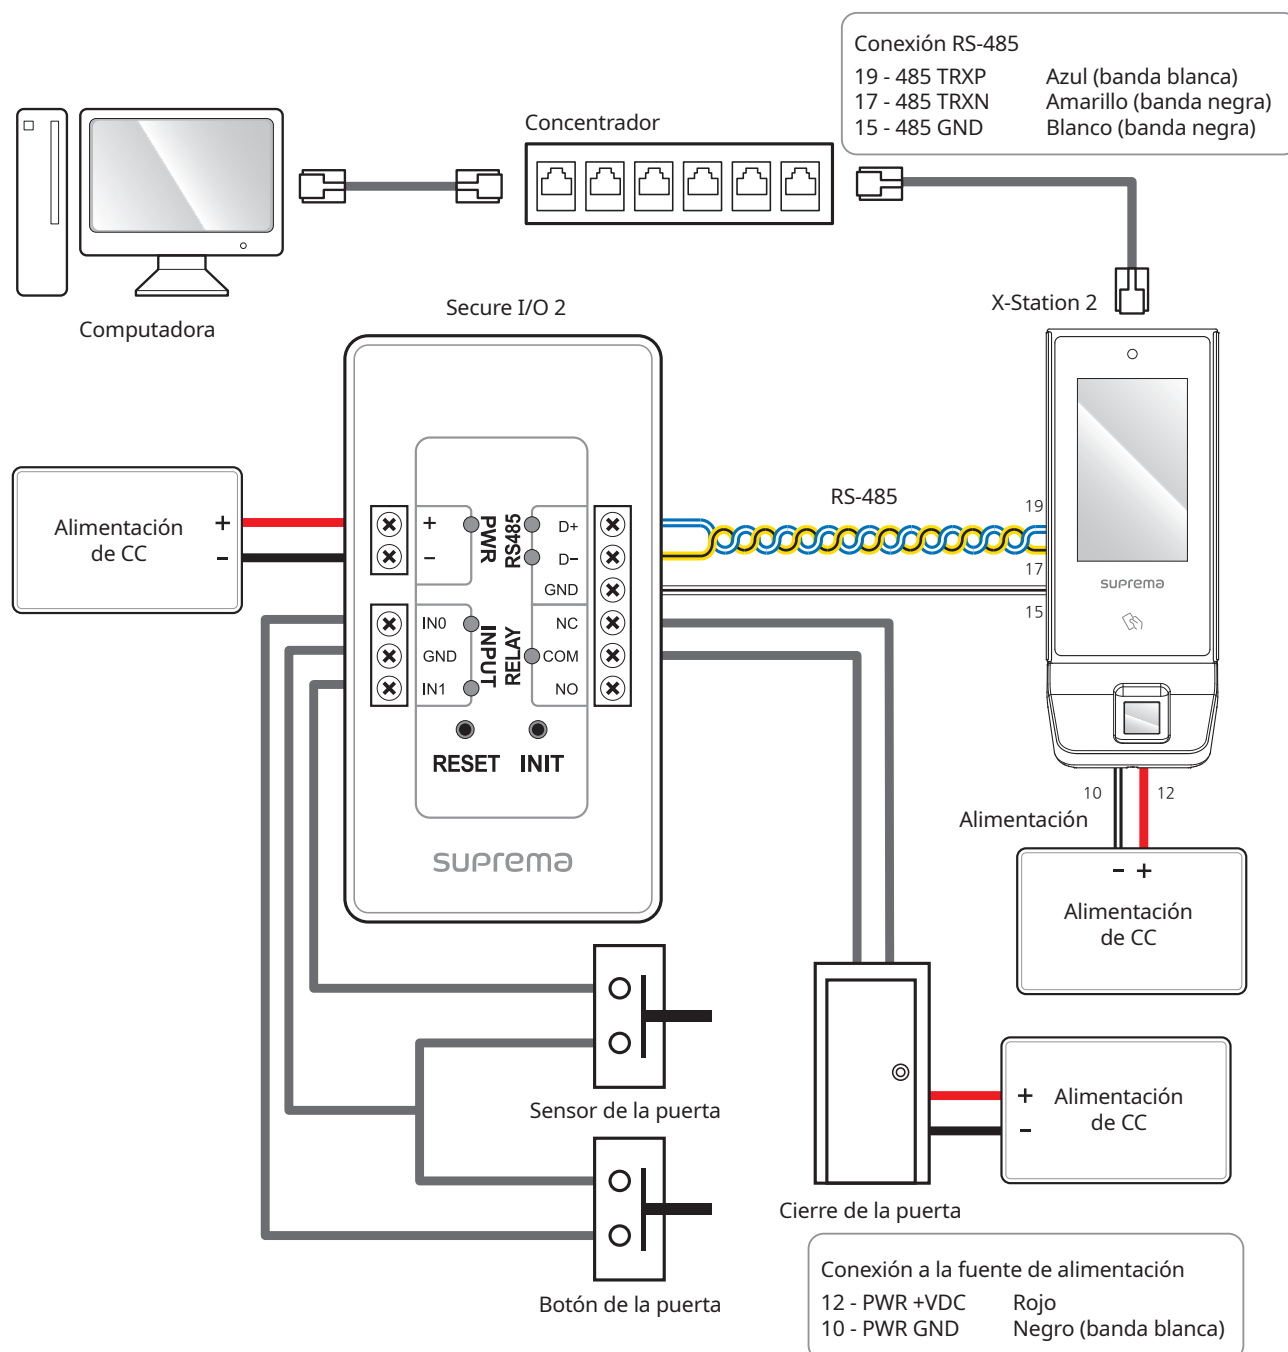 Conexión RS-485
19 - 485 TRXP Azul (banda blanca)
17 - 485 TRXN Amarillo (banda negra)
15 - 485 GND Blanco (banda negra)
Concentrador
Computadora
Secure I/O 2
X-Station 2
Alimentación
de CC
+
-
+
-
PWR
RS485
D+
D-
GND
IN0
GND
IN1
INPUT
RELAY
NC
COM
NO
RESET INIT
suprema
RS-485
19
17
15
suprema
10
12
Alimentación
- +
Alimentación
de CC
Sensor de la puerta
Botón de la puerta
Cierre de la puerta
+
-
Alimentación
de CC
Conexión a la fuente de alimentación
12 - PWR +VDC Rojo
10 - PWR GND Negro (banda blanca)